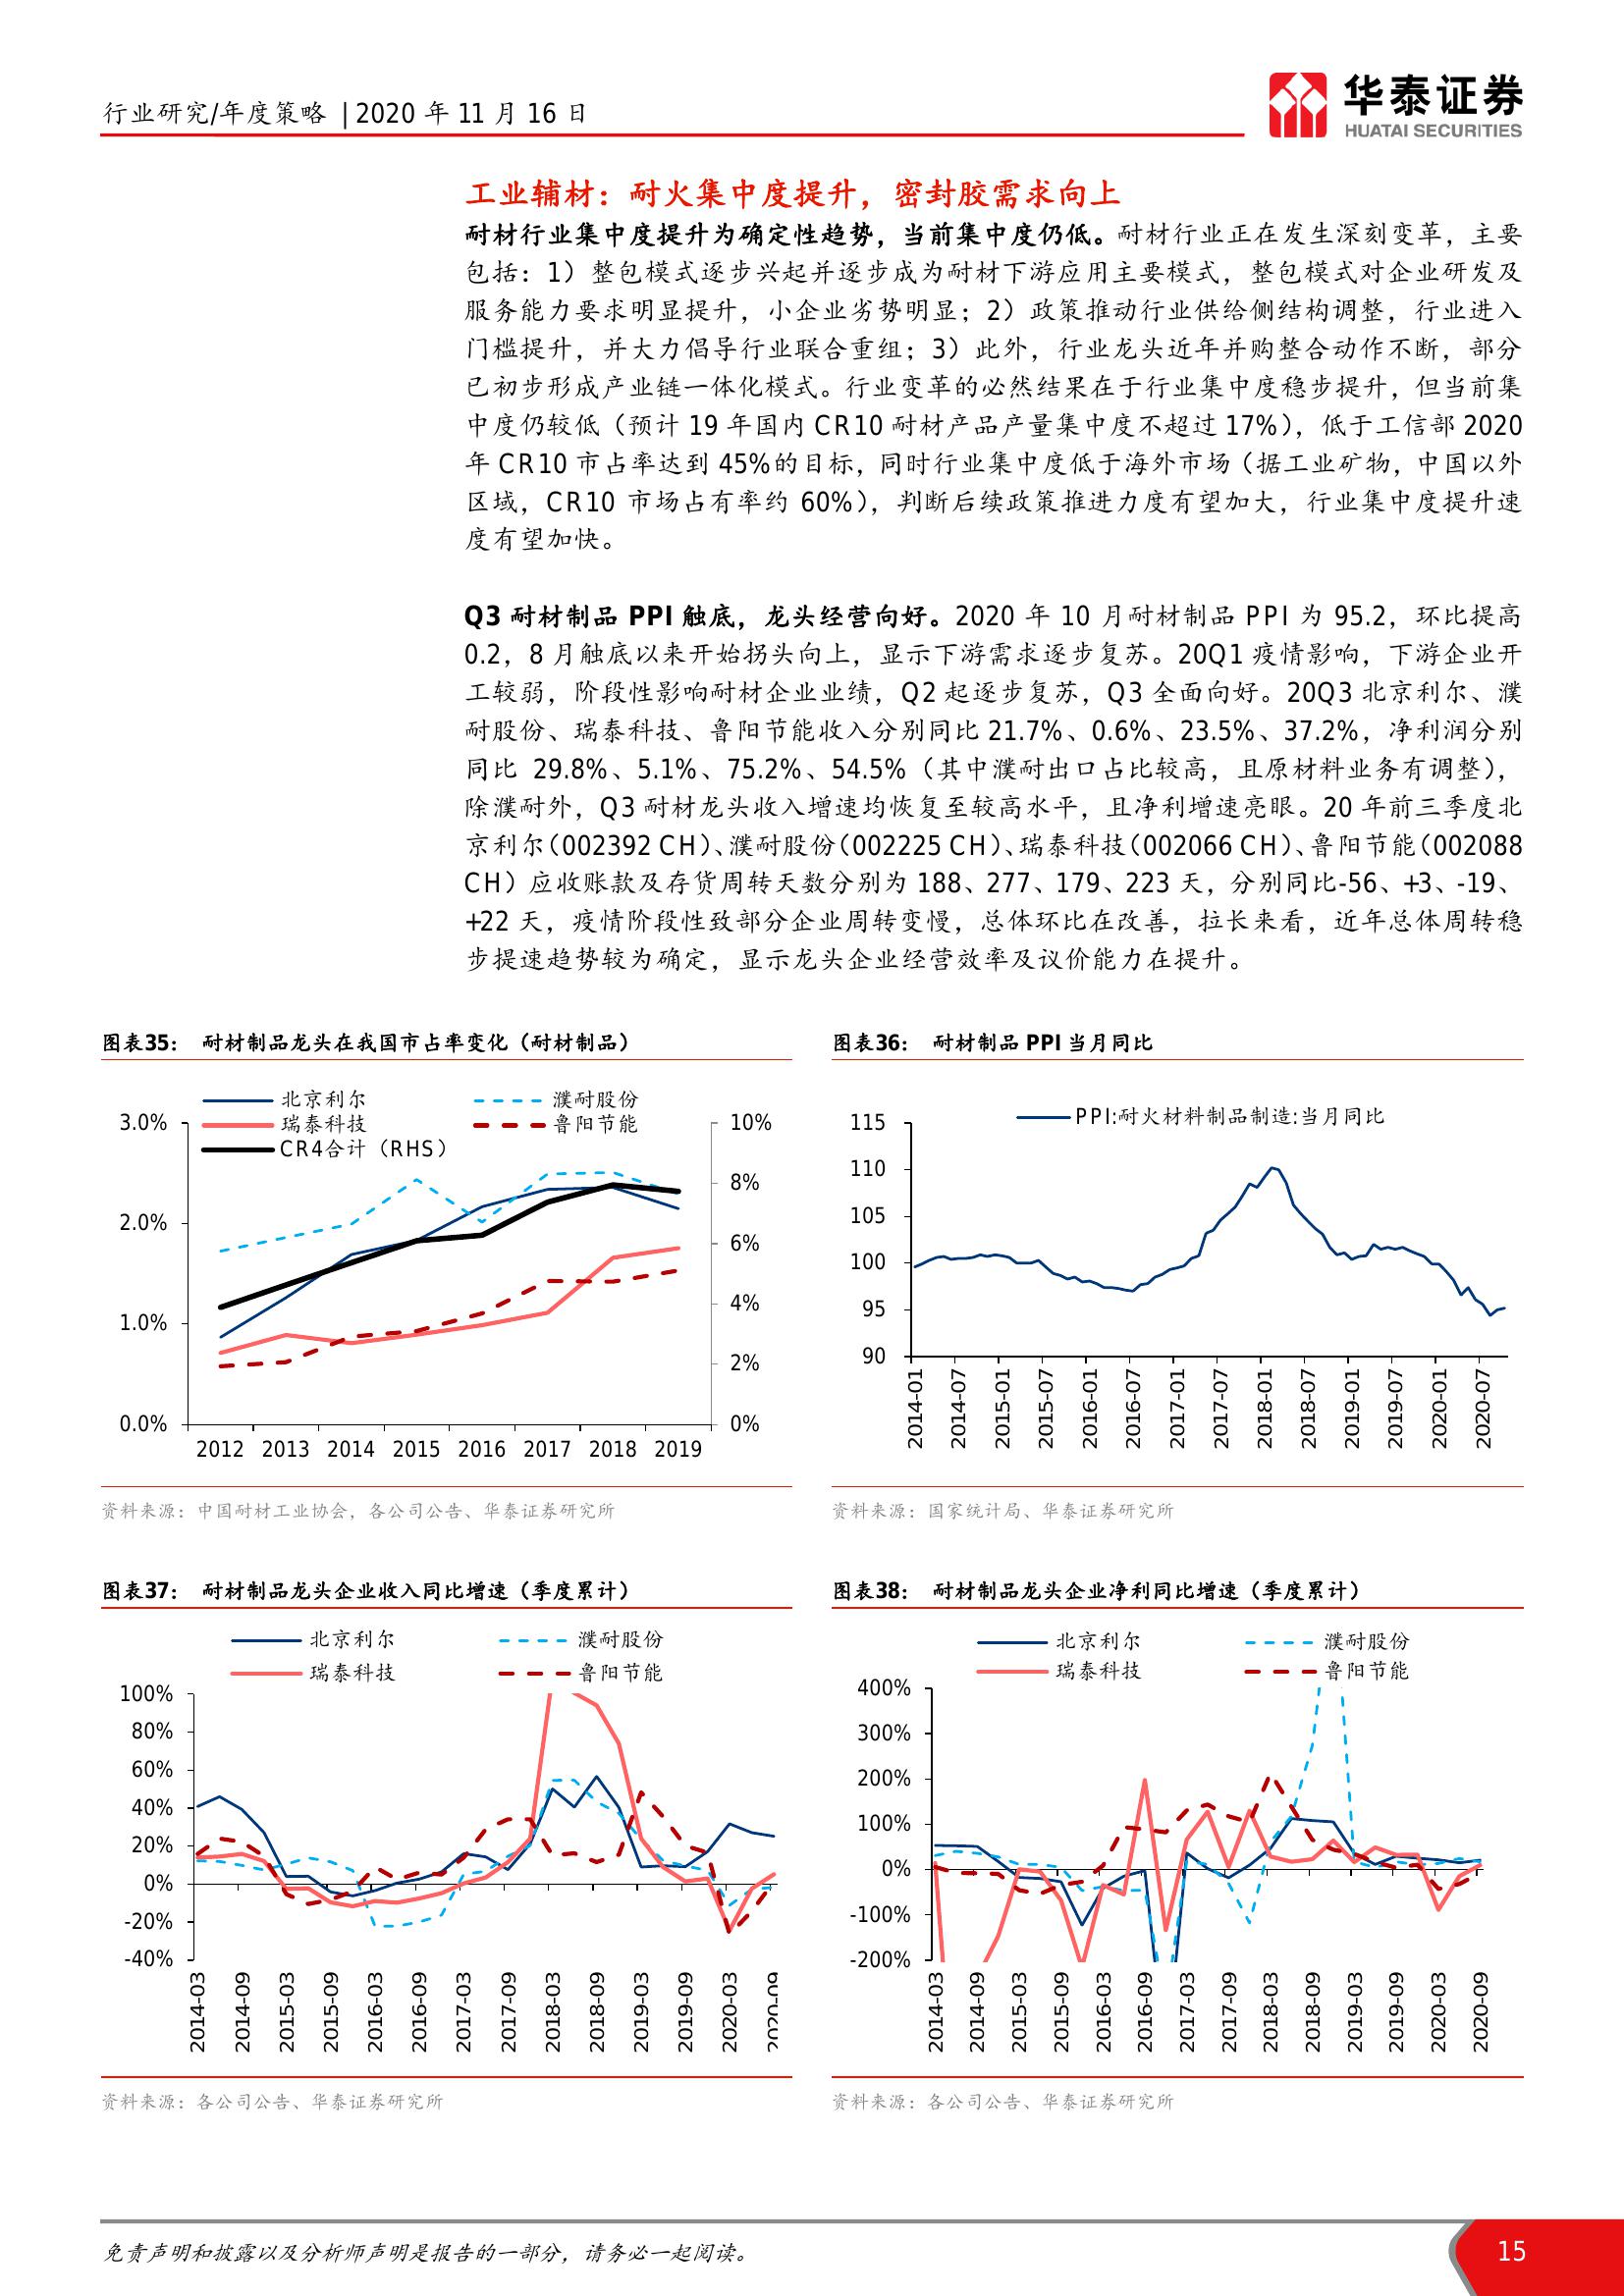 行业研究/年度策略 | 2020 年 11 月 16 日
华泰证券
HUATAI SECURITIES
工业辅材：耐火集中度提升，密封胶需求向上
耐材行业集中度提升为确定性趋势，当前集中度仍低。耐材行业正在发生深刻变革，主要
包括：1）整包模式逐步兴起并逐步成为耐材下游应用主要模式，整包模式对企业研发及
服务能力要求明显提升，小企业劣势明显；2）政策推动行业供给侧结构调整，行业进入
门槛提升，并大力倡导行业联合重组；3）此外，行业龙头近年并购整合动作不断，部分
已初步形成产业链一体化模式。行业变革的必然结果在于行业集中度稳步提升，但当前集
中度仍较低（预计 19 年国内 CR10 耐材产品产量集中度不超过 17%），低于工信部 2020
年 CR10 市占率达到 45%的目标，同时行业集中度低于海外市场（据工业矿物，中国以外
区域，CR10 市场占有率约 60%），判断后续政策推进力度有望加大，行业集中度提升速
度有望加快。
Q3 耐材制品 PPI 触底，龙头经营向好。2020 年 10 月耐材制品 PPI 为 95.2，环比提高
0.2，8 月触底以来开始拐头向上，显示下游需求逐步复苏。20Q1 疫情影响，下游企业开
工较弱，阶段性影响耐材企业业绩，Q2 起逐步复苏，Q3 全面向好。20Q3 北京利尔、濮
耐股份、瑞泰科技、鲁阳节能收入分别同比 21.7%、0.6%、23.5%、37.2%，净利润分别
同比 29.8%、5.1%、75.2%、54.5%（其中濮耐出口占比较高，且原材料业务有调整），
除濮耐外，Q3 耐材龙头收入增速均恢复至较高水平，且净利增速亮眼。20 年前三季度北
京利尔（002392 CH）、濮耐股份（002225 CH）、瑞泰科技（002066 CH）、鲁阳节能（002088
CH）应收账款及存货周转天数分别为 188、277、179、223 天，分别同比-56、+3、-19、
+22 天，疫情阶段性致部分企业周转变慢，总体环比在改善，拉长来看，近年总体周转稳
步提速趋势较为确定，显示龙头企业经营效率及议价能力在提升。
图表35： 耐材制品龙头在我国市占率变化（耐材制品）
北京利尔 濮耐股份
瑞泰科技 鲁阳节能
CR4合计（RHS）
3.0%
2.0%
1.0%
0.0%
10%
8%
6%
4%
2%
0%
2012 2013 2014 2015 2016 2017 2018 2019
资料来源：中国耐材工业协会，各公司公告、华泰证券研究所
图表36： 耐材制品 PPI 当月同比
PPI:耐火材料制品制造:当月同比
115
110
105
100
95
90
2014-01 2014-07 2015-01 2015-07 2016-01 2016-07 2017-01 2017-07 2018-01 2018-07 2019-01 2019-07 2020-01 2020-07
资料来源：国家统计局、华泰证券研究所
图表37： 耐材制品龙头企业收入同比增速（季度累计）
北京利尔 濮耐股份
瑞泰科技 鲁阳节能
100%
80%
60%
40%
20%
0%
-20%
-40%
2014-03 2014-09 2015-03 2015-09 2016-03 2016-09 2017-03 2017-09 2018-03 2018-09 2019-03 2019-09 2020-03 2020-09
资料来源：各公司公告、华泰证券研究所
图表38： 耐材制品龙头企业净利同比增速（季度累计）
北京利尔 濮耐股份
瑞泰科技 鲁阳节能
400%
300%
200%
100%
0%
-100%
-200%
2014-03 2014-09 2015-03 2015-09 2016-03 2016-09 2017-03 2017-09 2018-03 2018-09 2019-03 2019-09 2020-03 2020-09
资料来源：各公司公告、华泰证券研究所
免责声明和披露以及分析师声明是报告的一部分，请务必一起阅读。
15